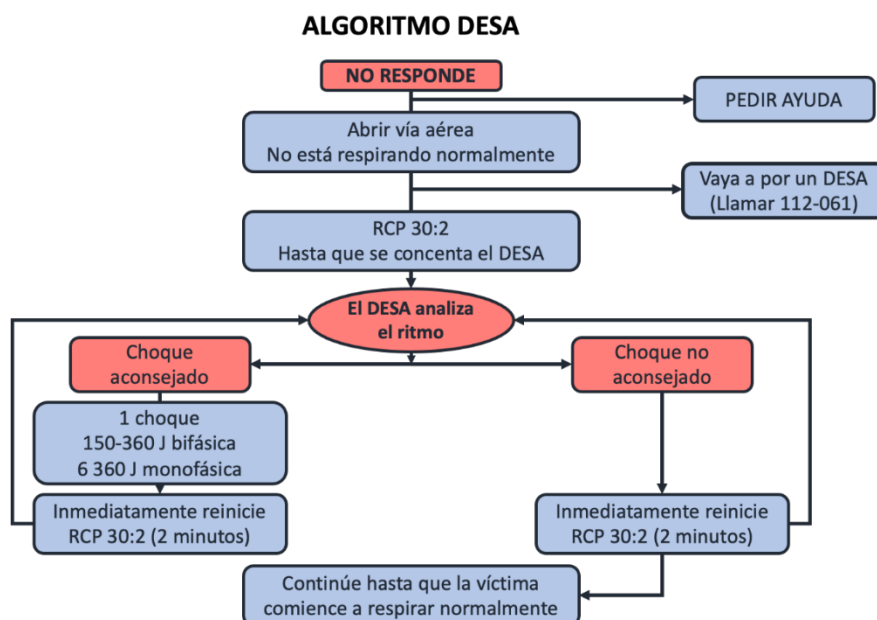 ALGORITMO DESA
NO RESPONDE
PEDIR AYUDA
Abrir vía aérea
No está respirando normalmente
Vaya a por un DESA
(Llamar 112-061)
RCP 30:2
Hasta que se concenta el DESA
El DESA analiza
el ritmo
Choque
aconsejado
Choque no
aconsejado
1 choque
150-360 J bifásica
6 360 J monofásica
Inmediatamente reinicie
RCP 30:2 (2 minutos)
Inmediatamente reinicie
RCP 30:2 (2 minutos)
Continúe hasta que la víctima
comience a respirar normalmente